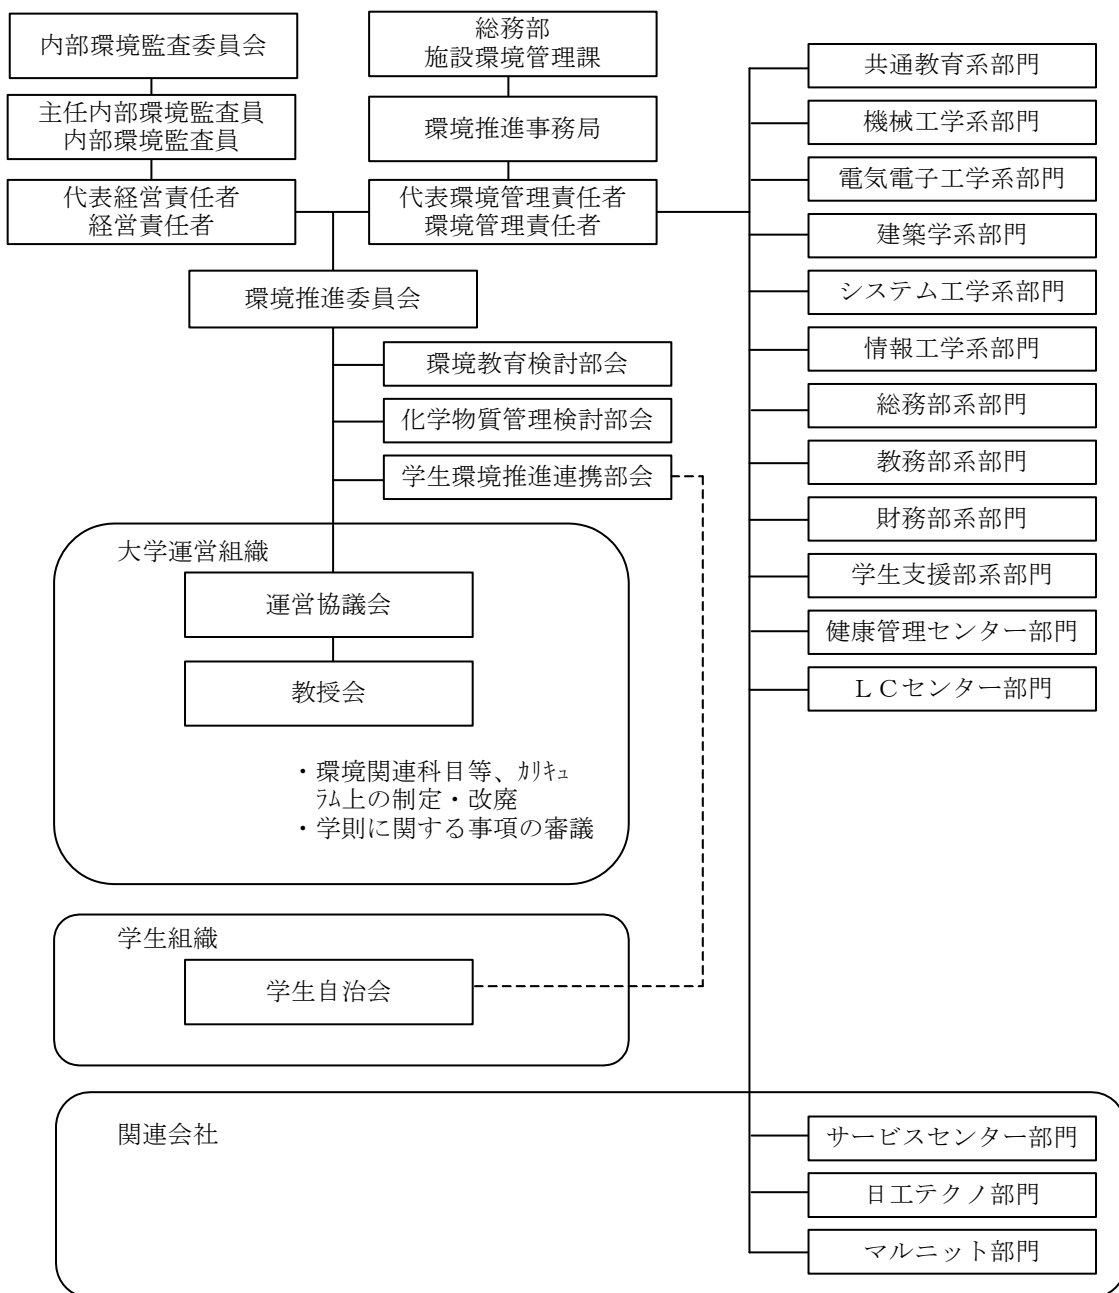 内部環境監査委員会
主任内部環境監査員
内部環境監査員
代表経営責任者
経営責任者
総務部
施設環境管理課
環境推進事務局
代表環境管理責任者
環境管理責任者
環境推進委員会
環境教育検討部会
化学物質管理検討部会
学生環境推進連携部会
大学運営組織
運営協議会
教授会
・環境関連科目等、ｶﾘｷｭ
ﾗﾑ上の制定・改廃
・学則に関する事項の審議
学生組織
学生自治会
共通教育系部門
機械工学系部門
電気電子工学系部門
建築学系部門
システム工学系部門
情報工学系部門
総務部系部門
教務部系部門
財務部系部門
学生支援部系部門
健康管理センター部門
ＬＣセンター部門
関連会社
サービスセンター部門
日工テクノ部門
マルニット部門